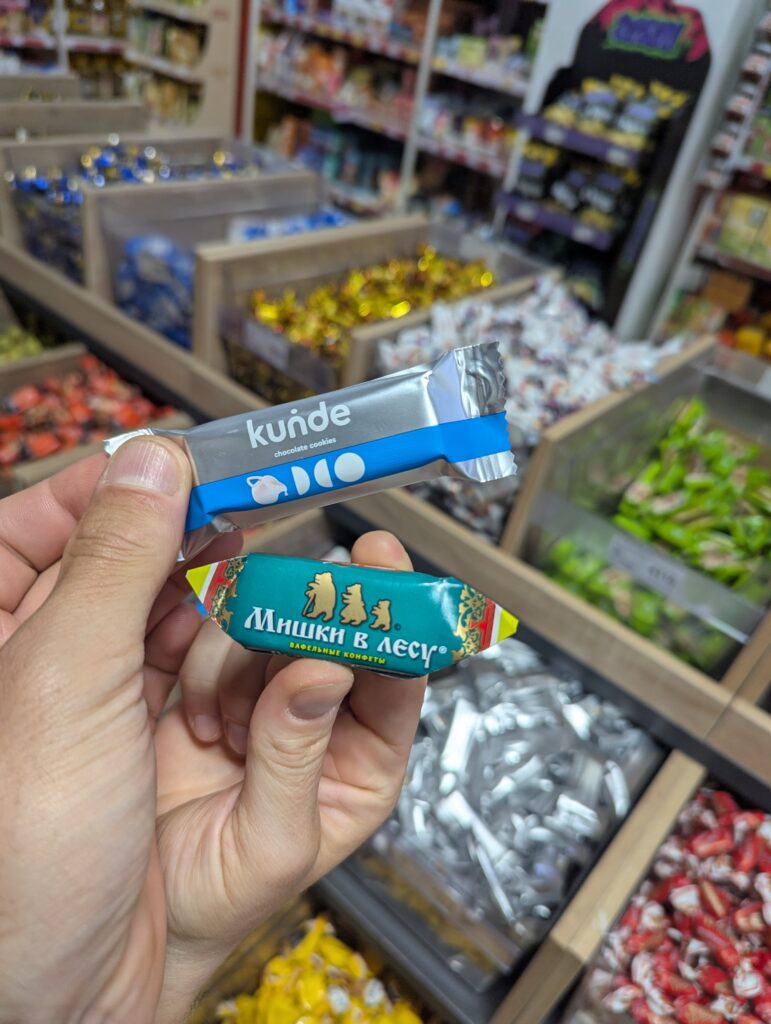 kunde
chocolate cookies
Мишки в лесу®
©
ВАФЕЛЬНЫЕ КОНФЕТЫ